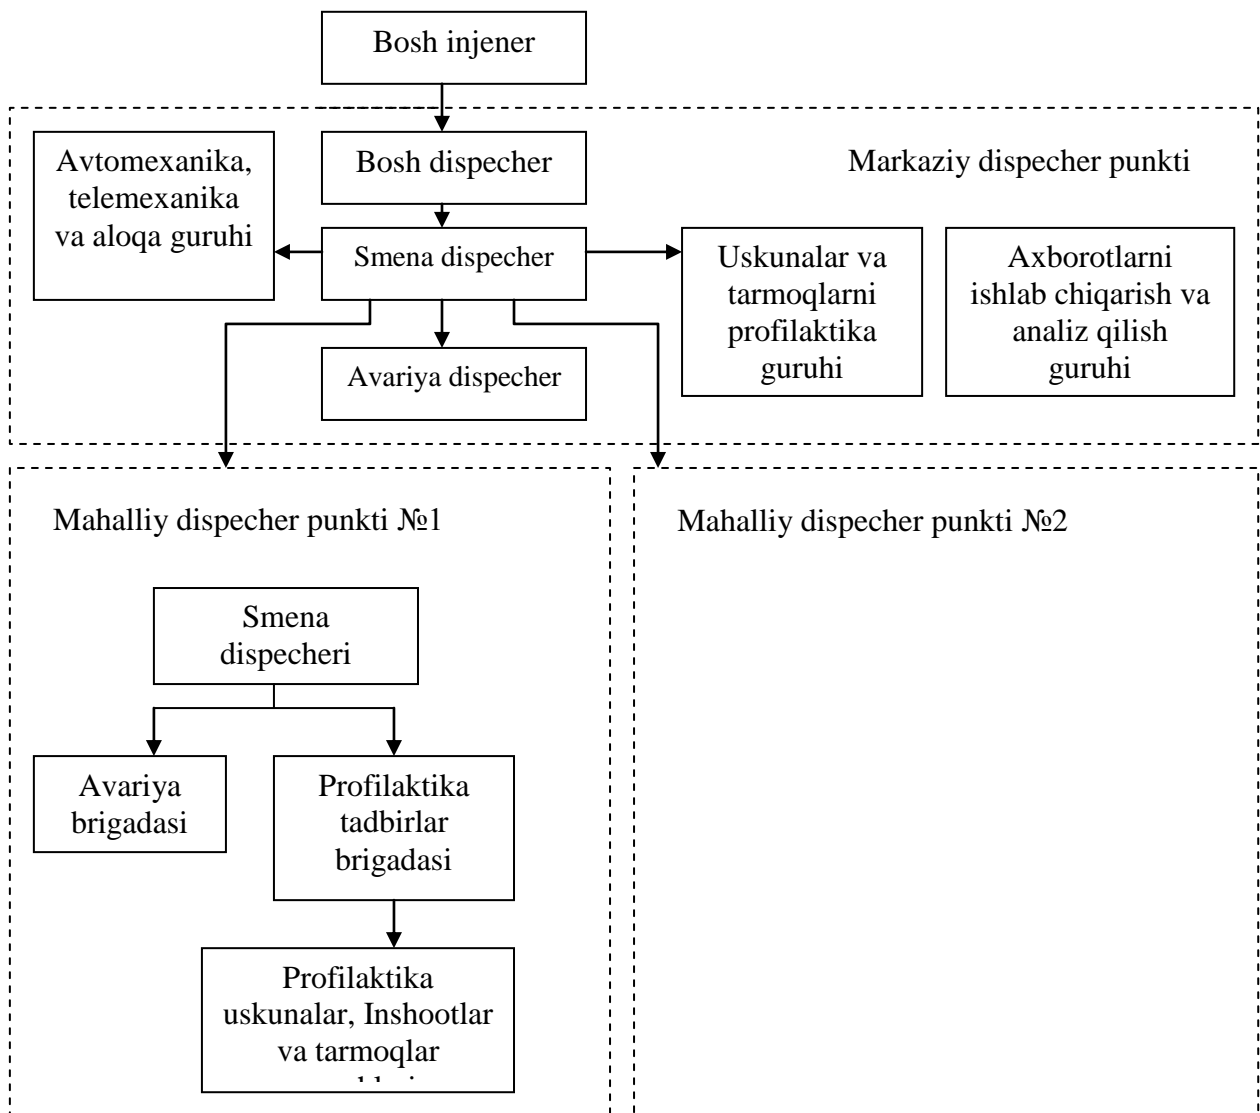 Bosh injener
Avtomexanika,
telemexanika
va aloqa guruhi
Bosh dispecher
Markaziy dispecher punkti
Smena dispecher
Uskunalar va
tarmoqlarni
profilaktika
guruhi
Axborotlarni
ishlab chiqarish va
analiz qilish
guruhi
Avariya dispecher
Mahalliy dispecher punkti №1
Mahalliy dispecher punkti №2
Smena
dispecheri
Avariya
brigadasi
Profilaktika
tadbirlar
brigadasi
Profilaktika
uskunalar, Inshootlar
va tarmoqlar